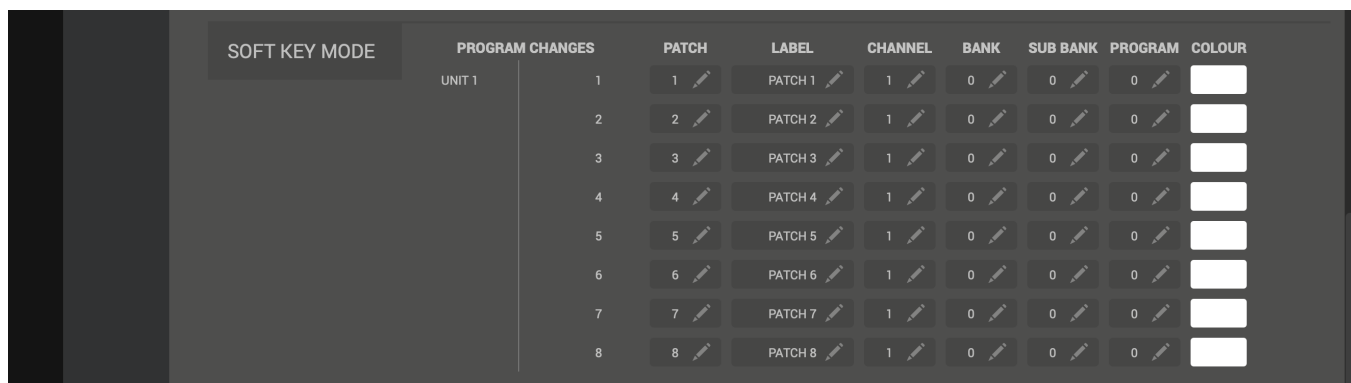 SOFT KEY MODE PROGRAM CHANGES PATCH LABEL CHANNEL BANK SUB BANK PROGRAM COLOUR
UNIT 1 1 1 PATCH 1 1 0 0 0
2 2 PATCH 2 1 0 0 0
3 3 PATCH 3 1 0 0 0
4 4 PATCH 4 1 0 0 0
5 5 PATCH 5 1 0 0 0
6 6 PATCH 6 1 0 0 0
7 7 PATCH 7 1 0 0 0
8 8 PATCH 8 1 0 0 0